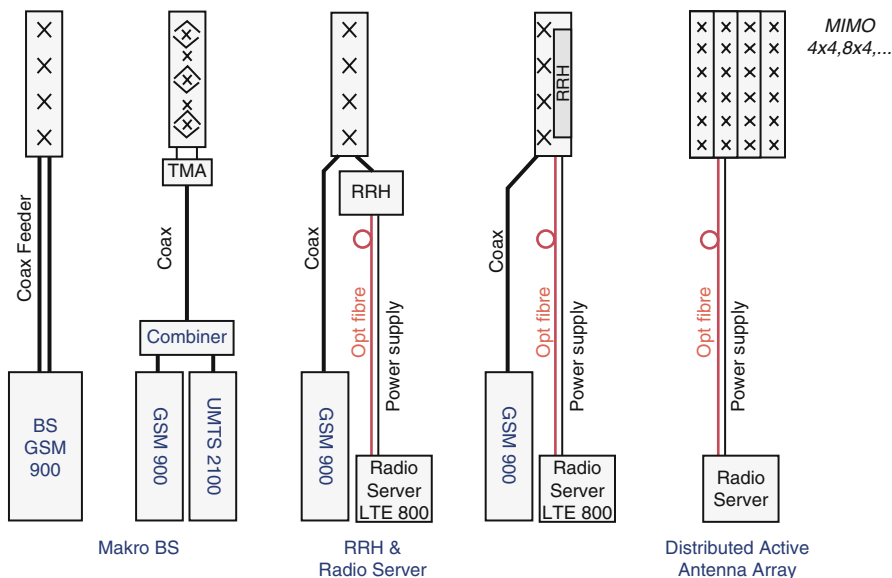 MIMO
4x4,8x4,...
TMA
RRH
RRH
Coax Feeder
Coax
Coax
Opt fibre
Power supply
Coax
Opt fibre
Power supply
Opt fibre
Power supply
Combiner
BS
GSM
900
GSM 900
UMTS 2100
GSM 900
Radio
Server
LTE 800
GSM 900
Radio
Server
LTE 800
Radio
Server
Makro BS
RRH &
Radio Server
Distributed Active
Antenna Array